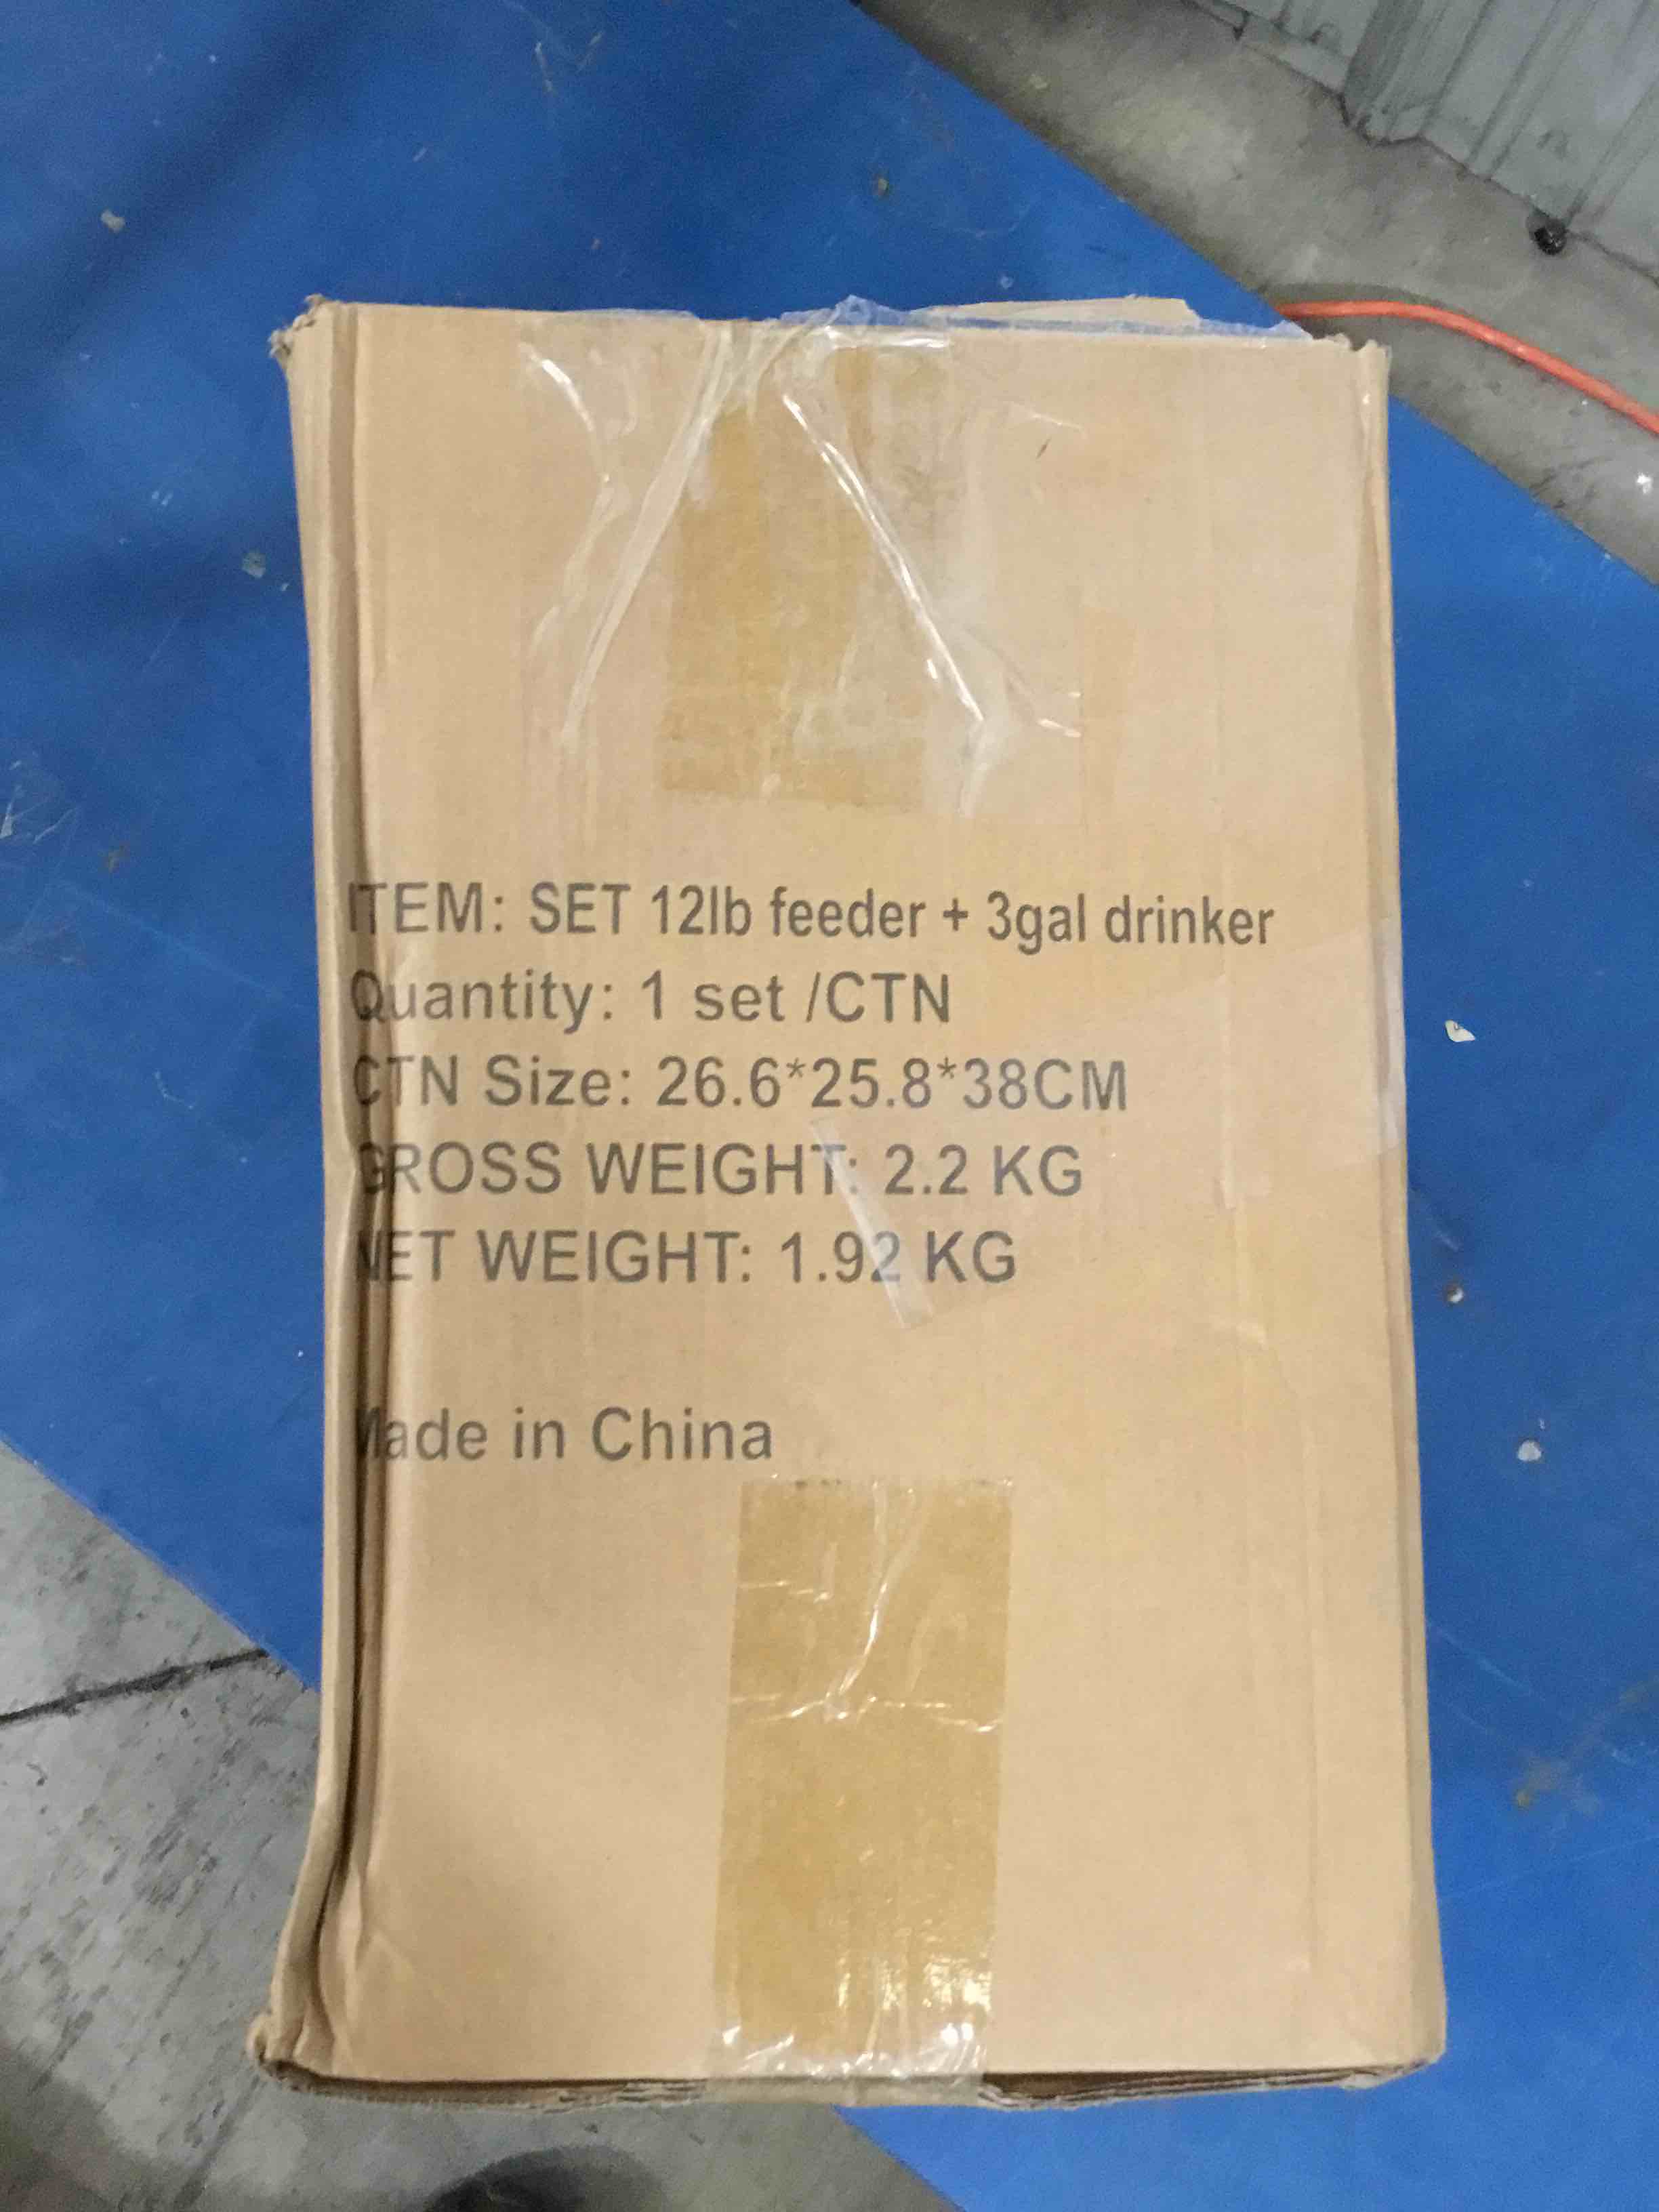 ITEM: SET 12lb feeder + 3gal drinker
Quantity: 1 set /CTN
CTN Size: 26.6*25.8*38CM
GROSS WEIGHT: 2.2 KG
NET WEIGHT: 1.92 KG
Made in China